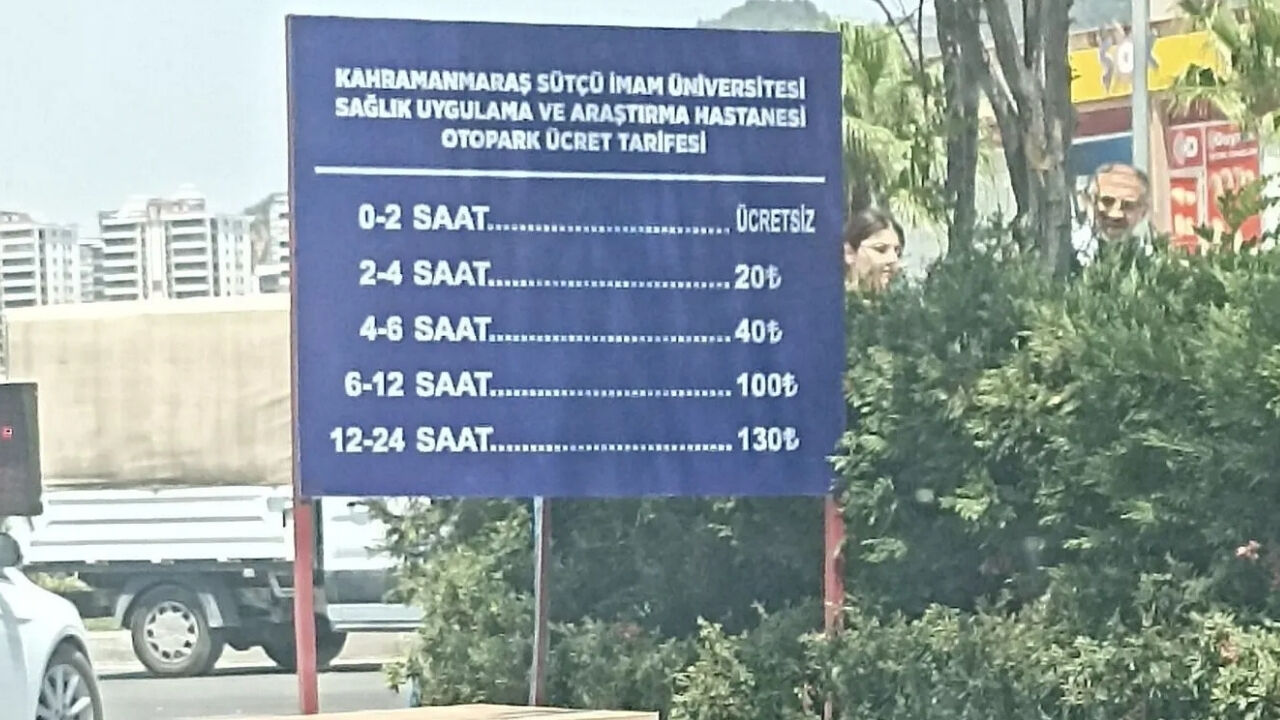 KAHRAMANMARAŞ SÜTÇÜ İMAM ÜNİVERSİTESİ
SAĞLIK UYGULAMA VE ARAŞTIRMA HASTANESİ
OTOPARK ÜCRET TARİFESİ
0-2 SAAT.................................ÜCRETSİZ
2-4 SAAT.................................20₺
4-6 SAAT.................................40₺
6-12 SAAT.................................100₺
12-24 SAAT.................................130₺
ŞOK